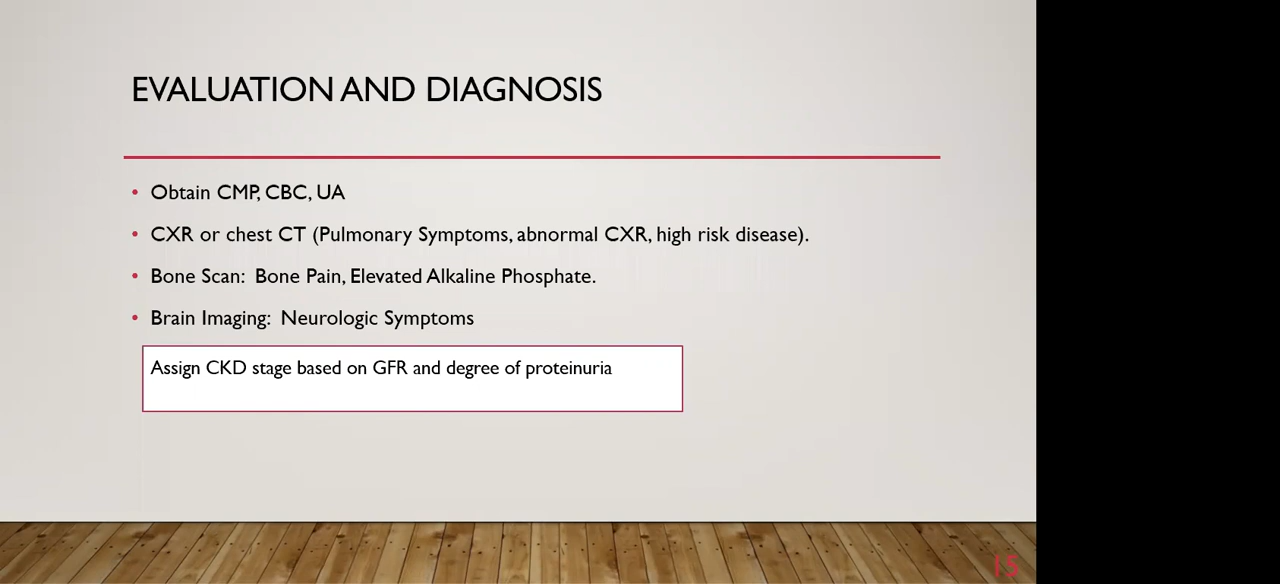 EVALUATION AND DIAGNOSIS
• Obtain CMP, CBC, UA
• CXR or chest CT (Pulmonary Symptoms, abnormal CXR, high risk disease).
• Bone Scan:  Bone Pain, Elevated Alkaline Phosphate.
• Brain Imaging:  Neurologic Symptoms
Assign CKD stage based on GFR and degree of proteinuria
15